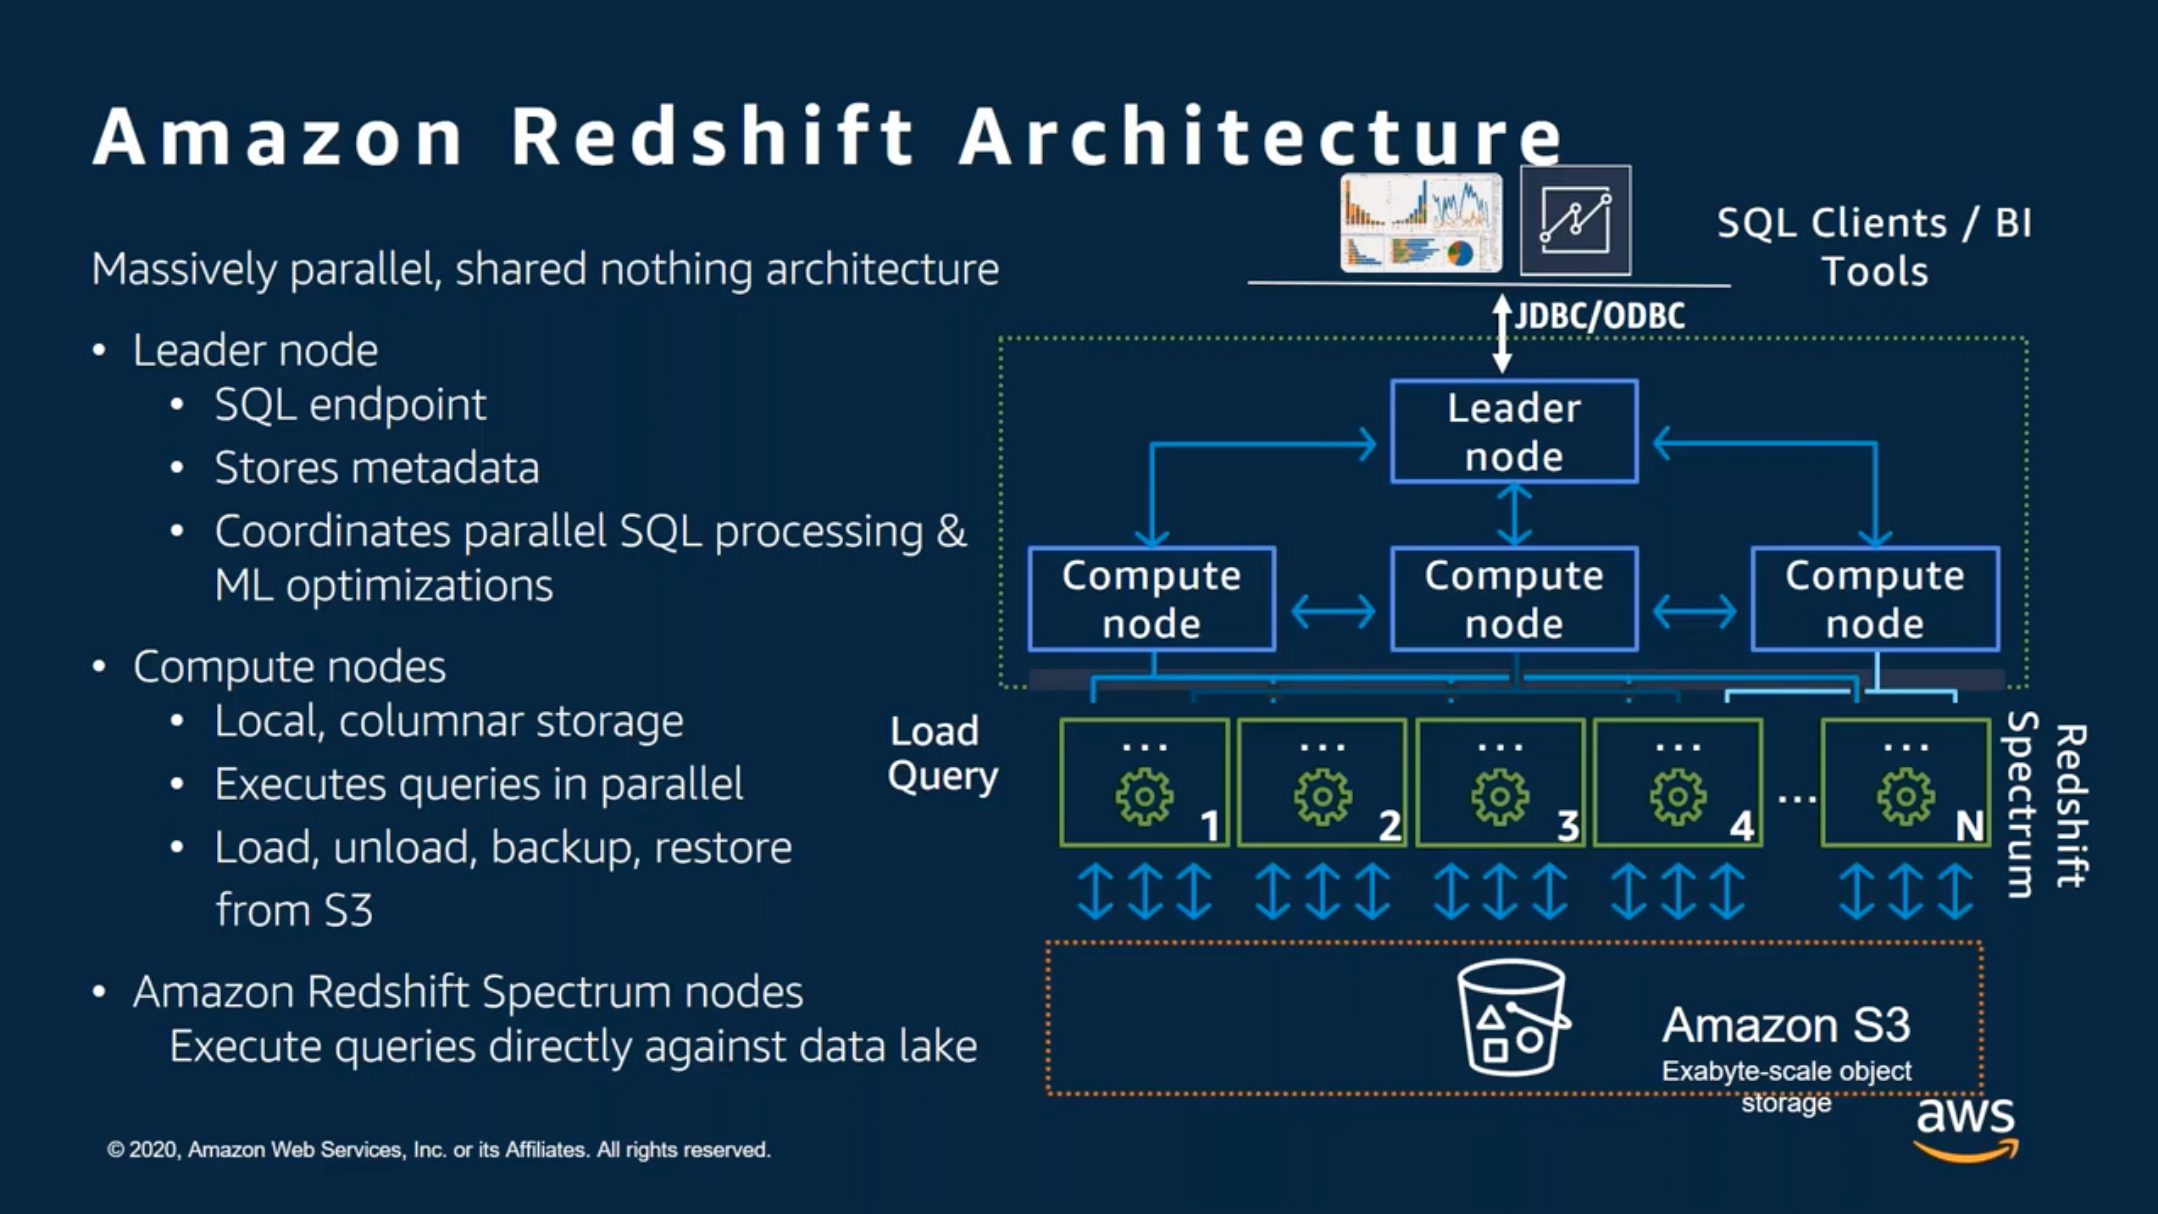 Amazon Redshift Architecture
Massively parallel, shared nothing architecture
• Leader node
• SQL endpoint
• Stores metadata
• Coordinates parallel SQL processing &
ML optimizations
• Compute nodes
• Local, columnar storage
• Executes queries in parallel
• Load, unload, backup, restore
from S3
• Amazon Redshift Spectrum nodes
Execute queries directly against data lake
SQL Clients / BI
Tools
JDBC/ODBC
Leader
node
Compute
node
Compute
node
Compute
node
Load
Query
... 1
... 2
... 3
... 4
...
... N
Redshift
Spectrum
Amazon S3
Exabyte-scale object
storage
aws
© 2020, Amazon Web Services, Inc. or its Affiliates. All rights reserved.